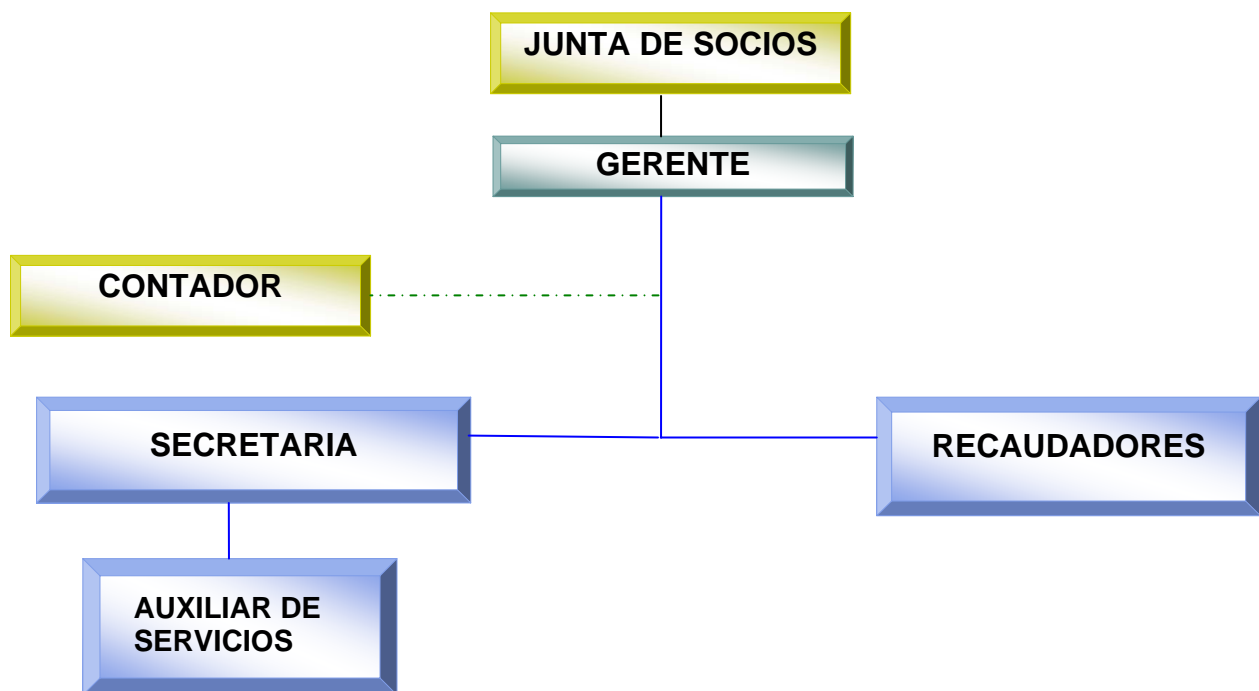 JUNTA DE SOCIOS
GERENTE
CONTADOR
SECRETARIA
RECAUDADORES
AUXILIAR DE
SERVICIOS